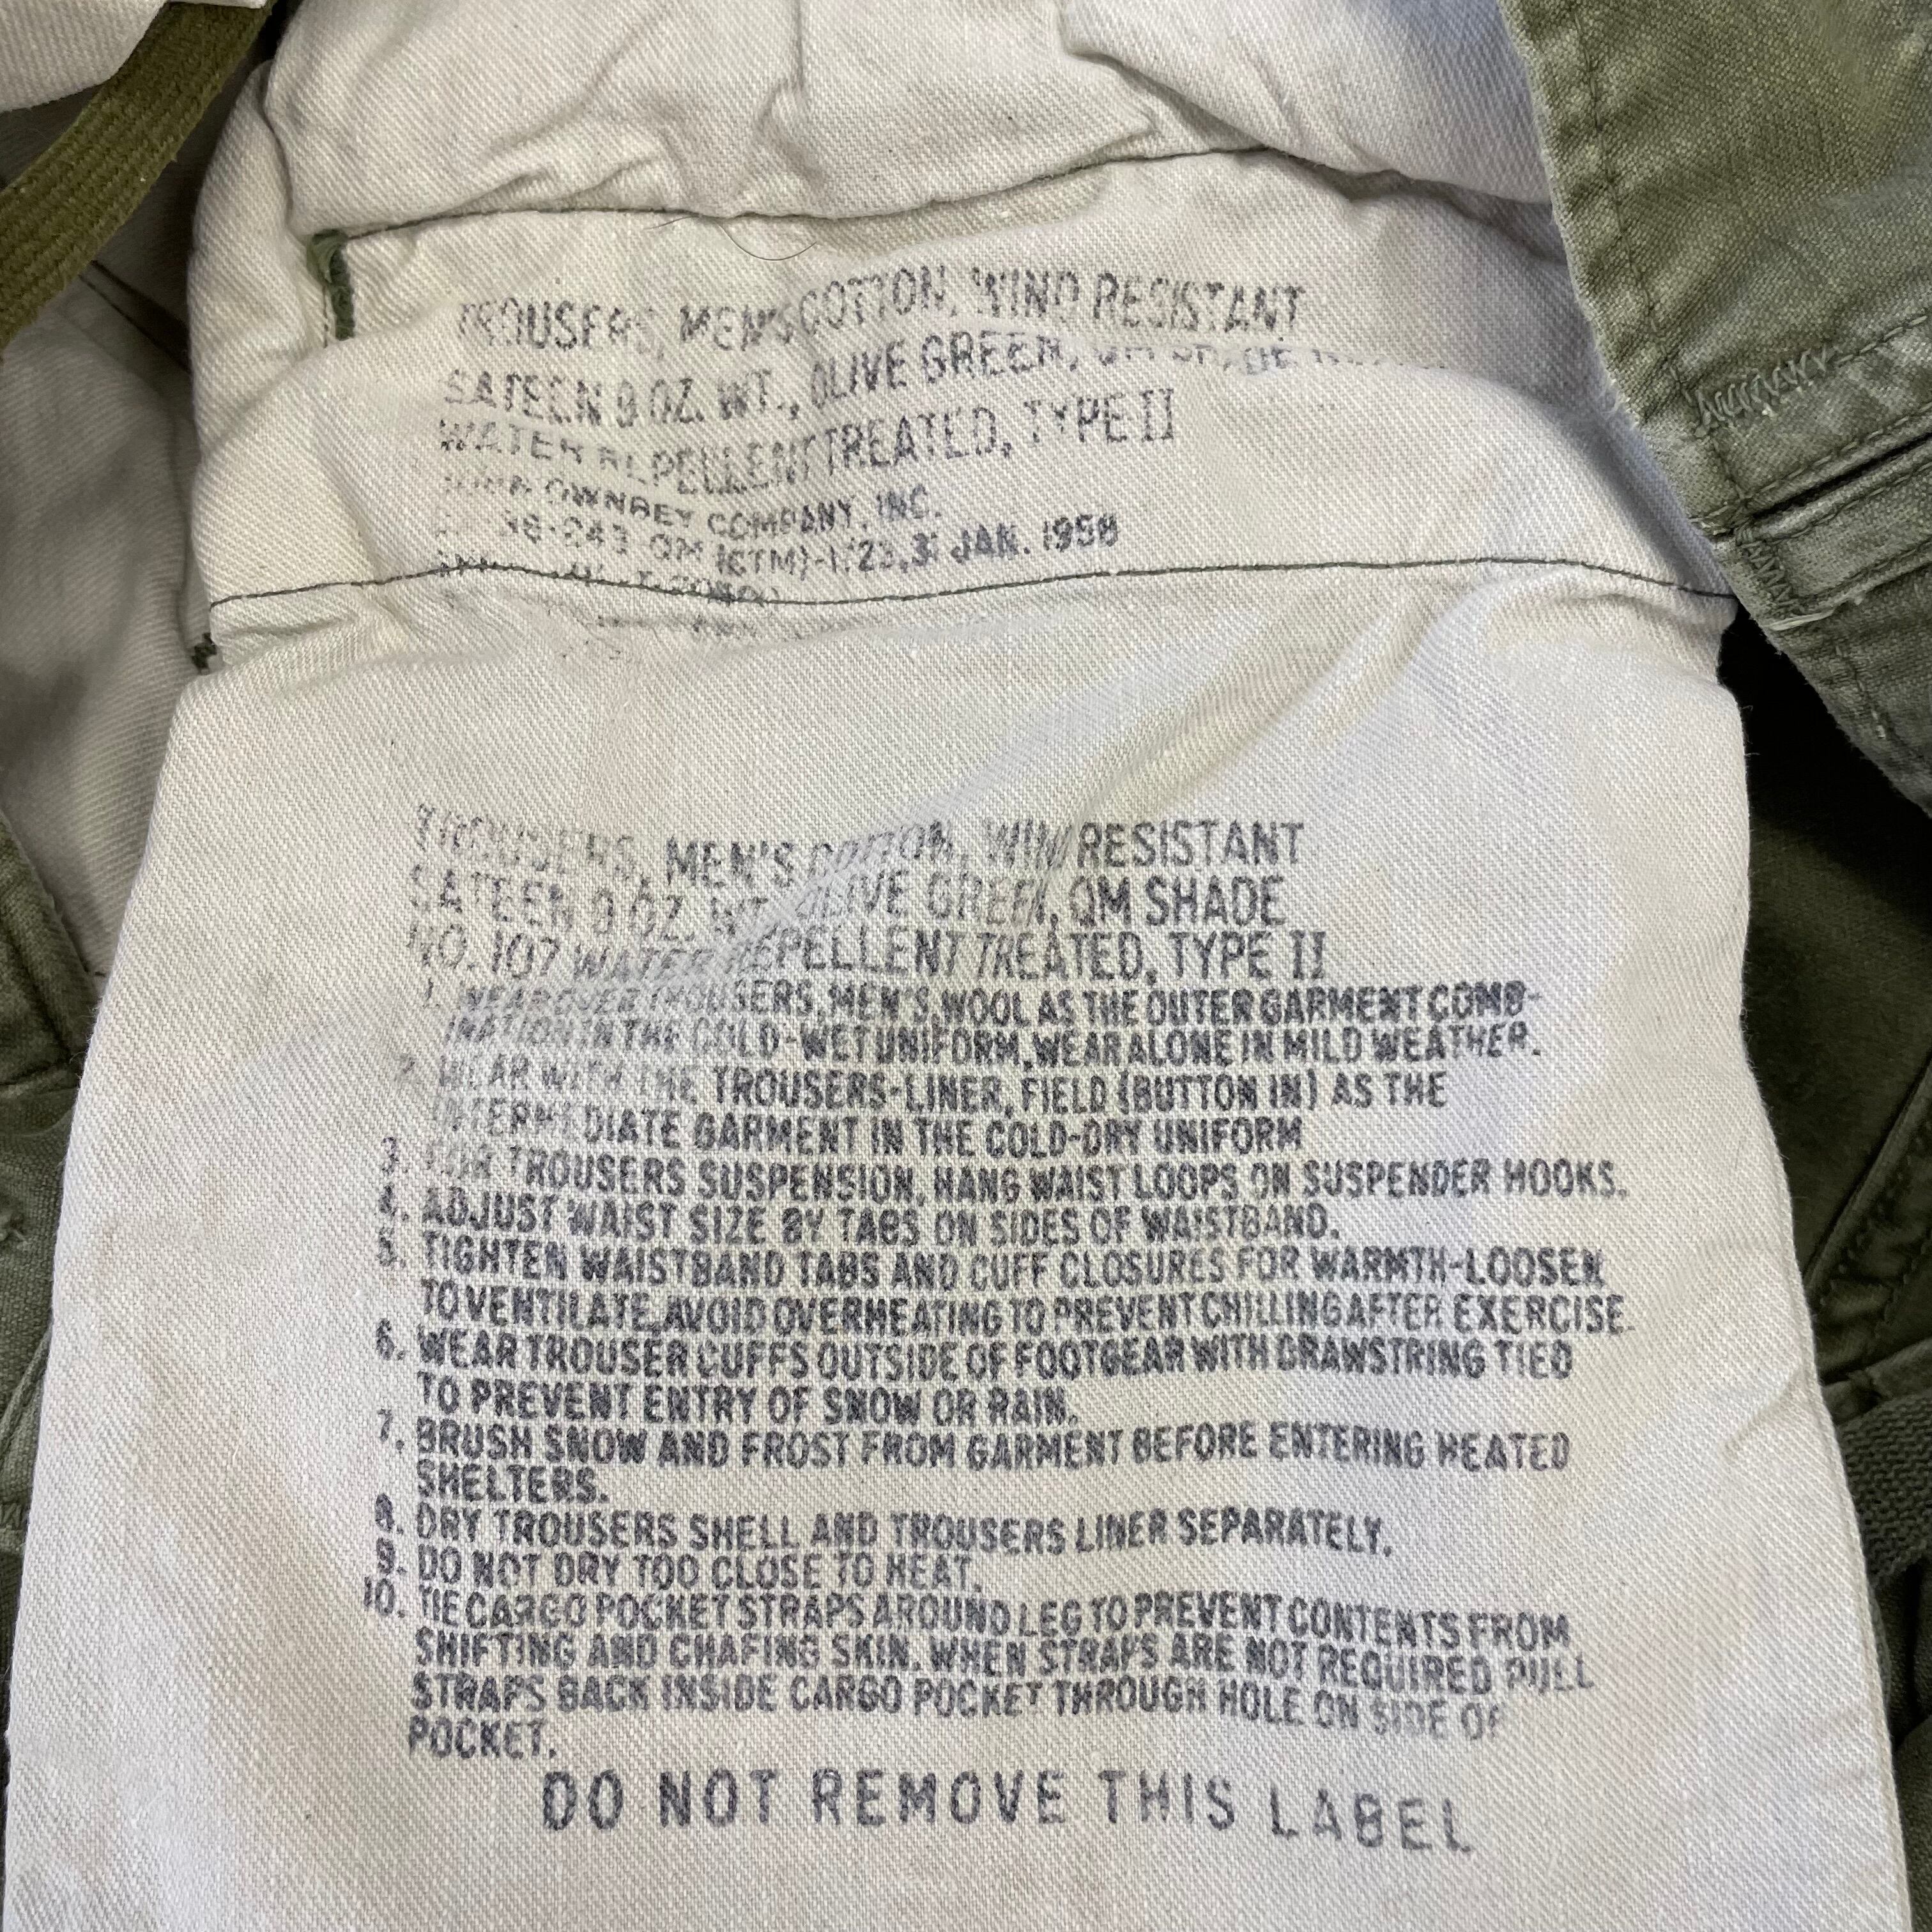 TROUSERS, MEN'S COTTON, WIND RESISTANT
SATEEN 9 OZ. WT., OLIVE GREEN,
WATER REPELLENT TREATED, TYPE II
OWNBEY COMPANY, INC.
-243-QM (CTM)- JAN. 1958
TROUSERS, MEN'S COTTON, WIND RESISTANT
SATEEN 9 OZ. WT. OLIVE GREEN, QM SHADE
NO. 107 WATER REPELLENT TREATED, TYPE II
1. WEAR OVER TROUSERS, MEN'S, WOOL AS THE OUTER GARMENT COMB-
INATION IN THE COLD-WET UNIFORM, WEAR ALONE IN MILD WEATHER.
2. WEAR WITH THE TROUSERS-LINER, FIELD (BUTTON IN) AS THE
INTERMEDIATE GARMENT IN THE COLD-DRY UNIFORM
3. FOR TROUSERS SUSPENSION, HANG WAIST LOOPS ON SUSPENDER HOOKS.
4. ADJUST WAIST SIZE BY TABS ON SIDES OF WAISTBAND.
5. TIGHTEN WAISTBAND TABS AND CUFF CLOSURES FOR WARMTH-LOOSEN
TO VENTILATE. AVOID OVERHEATING TO PREVENT CHILLING AFTER EXERCISE.
6. WEAR TROUSER CUFFS OUTSIDE OF FOOTGEAR WITH DRAWSTRING TIED
TO PREVENT ENTRY OF SNOW OR RAIN.
7. BRUSH SNOW AND FROST FROM GARMENT BEFORE ENTERING HEATED
SHELTERS.
8. DRY TROUSERS SHELL AND TROUSERS LINER SEPARATELY.
9. DO NOT DRY TOO CLOSE TO HEAT.
10. TIE CARGO POCKET STRAPS AROUND LEG TO PREVENT CONTENTS FROM
SHIFTING AND CHAFING SKIN. WHEN STRAPS ARE NOT REQUIRED PULL
STRAPS BACK INSIDE CARGO POCKET THROUGH HOLE ON SIDE OF
POCKET.
DO NOT REMOVE THIS LABEL